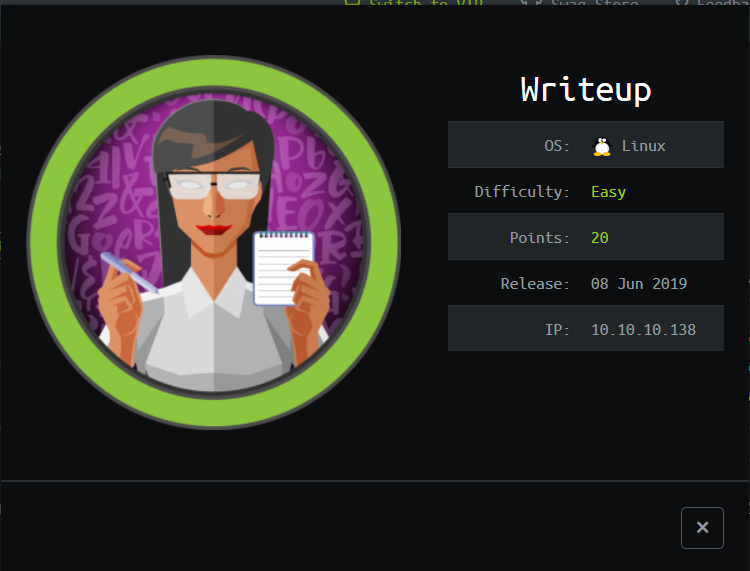 Switch to VIP Swag Store Feedba
Writeup
OS: Linux
Difficulty: Easy
Points: 20
Release: 08 Jun 2019
IP: 10.10.10.138